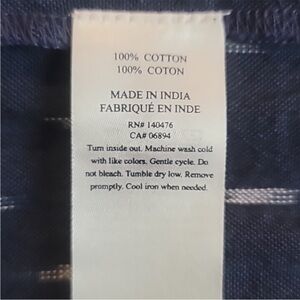 100% COTTON
100% COTON
MADE IN INDIA
FABRIQUÉ EN INDE
RN# 140476
CA# 06894
Turn inside out. Machine wash cold
with like colors. Gentle cycle. Do
not bleach. Tumble dry low. Remove
promptly. Cool iron when needed.